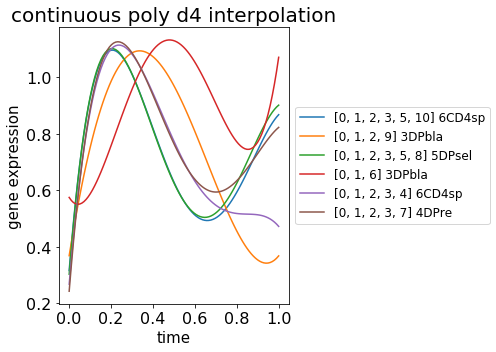 continuous poly d4 interpolation
gene expression
1.0
0.8
0.6
0.4
0.2
0.0 0.2 0.4 0.6 0.8 1.0
time
[0, 1, 2, 3, 5, 10] 6CD4sp
[0, 1, 2, 9] 3DPbla
[0, 1, 2, 3, 5, 8] 5DPsel
[0, 1, 6] 3DPbla
[0, 1, 2, 3, 4] 6CD4sp
[0, 1, 2, 3, 7] 4DPre